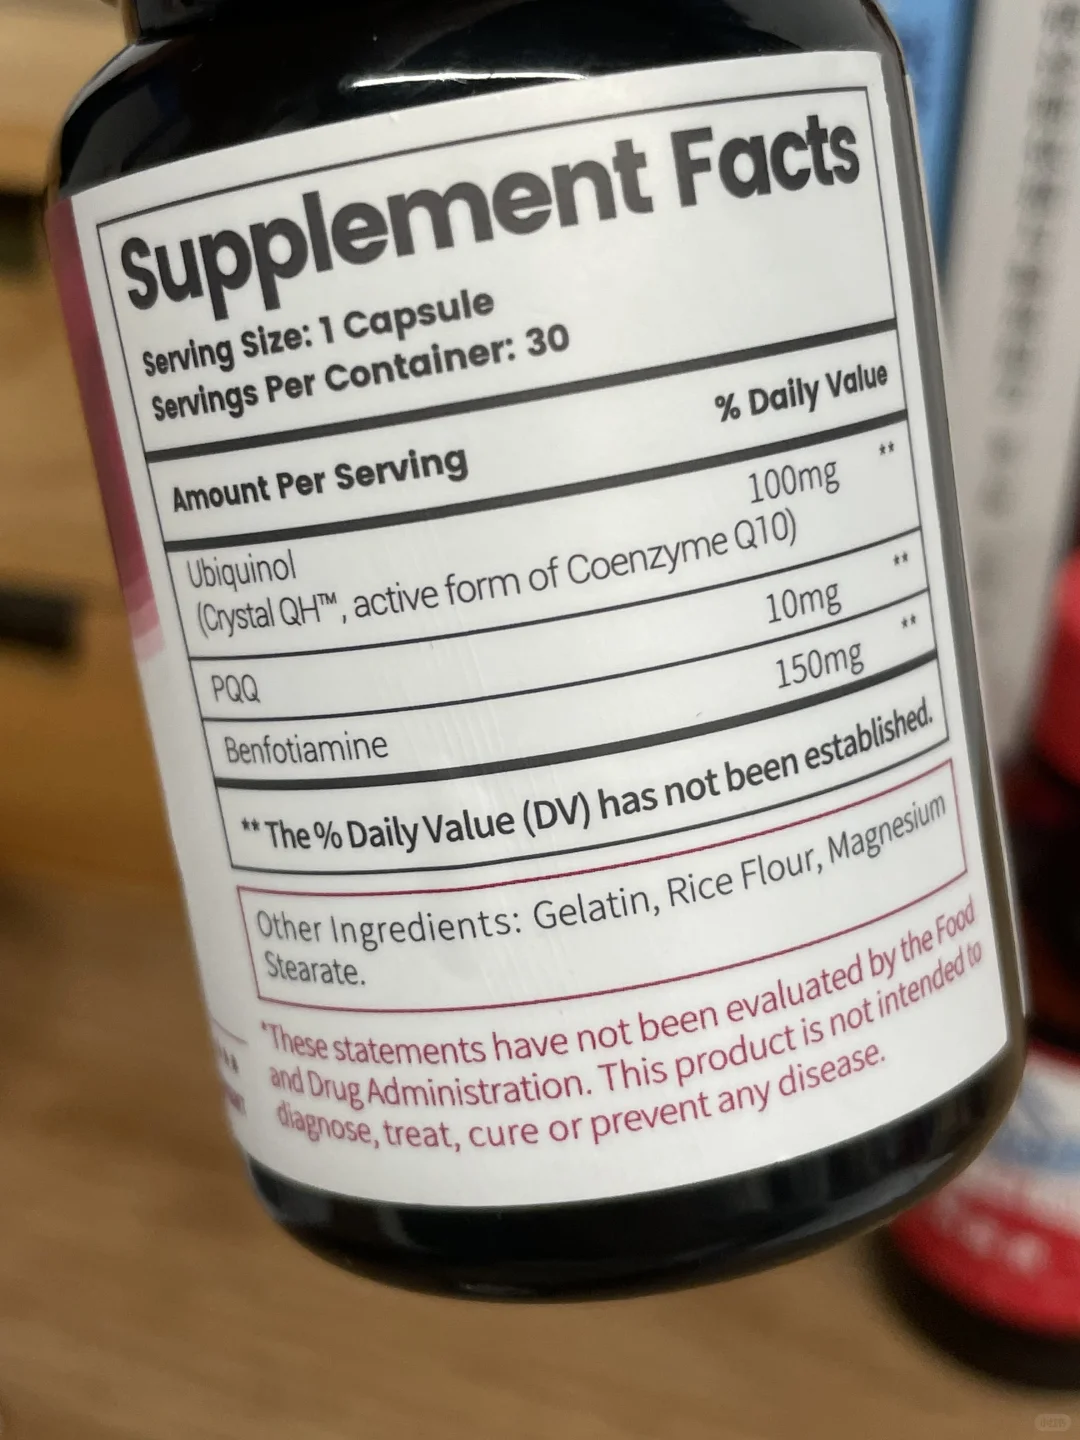 Supplement Facts
Serving Size: 1 Capsule
Servings Per Container: 30
Amount Per Serving % Daily Value
Ubiquinol 100mg **
(Crystal QH™, active form of Coenzyme Q10)
PQQ 10mg **
Benfotiamine 150mg **
** The % Daily Value (DV) has not been established.
Other Ingredients: Gelatin, Rice Flour, Magnesium
Stearate.
*These statements have not been evaluated by the Food
and Drug Administration. This product is not intended to
diagnose, treat, cure or prevent any disease.